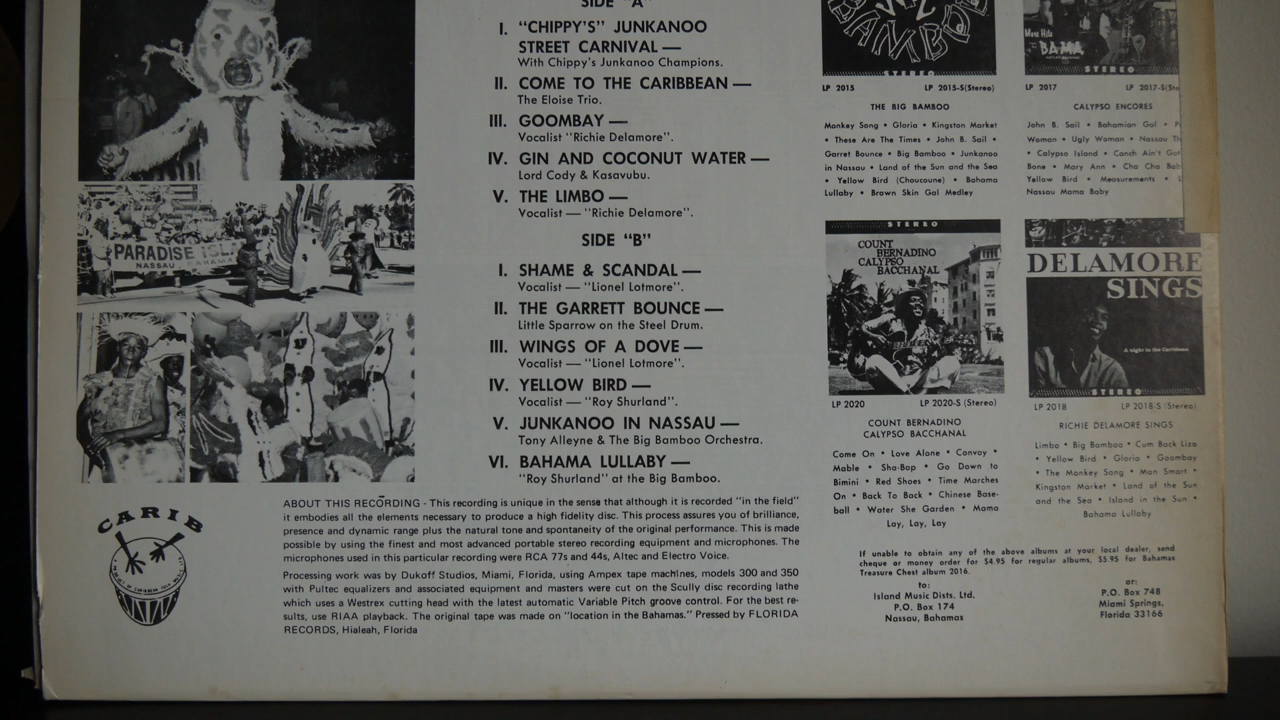 SIDE "A"
I. "CHIPPY'S" JUNKANOO
STREET CARNIVAL —
With Chippy's Junkanoo Champions.
II. COME TO THE CARIBBEAN —
The Eloise Trio.
III. GOOMBAY —
Vocalist "Richie Delamore".
IV. GIN AND COCONUT WATER —
Lord Cody & Kasavubu.
V. THE LIMBO —
Vocalist — "Richie Delamore".
SIDE "B"
I. SHAME & SCANDAL —
Vocalist — "Lionel Lotmore".
II. THE GARRETT BOUNCE —
Little Sparrow on the Steel Drum.
III. WINGS OF A DOVE —
Vocalist — "Lionel Lotmore".
IV. YELLOW BIRD —
Vocalist — "Roy Shurland".
V. JUNKANOO IN NASSAU —
Tony Alleyne & The Big Bamboo Orchestra.
VI. BAHAMA LULLABY —
"Roy Shurland" at the Big Bamboo.
PARADISE ISL
NASSAU BAHAMA
CARIB
ABOUT THIS RECORDING - This recording is unique in the sense that although it is recorded "in the field"
it embodies all the elements necessary to produce a high fidelity disc. This process assures you of brilliance,
presence and dynamic range plus the natural tone and spontaneity of the original performance. This is made
possible by using the finest and most advanced portable stereo recording equipment and microphones. The
microphones used in this particular recording were RCA 77s and 44s, Altec and Electro Voice.
Processing work was by Dukoff Studios, Miami, Florida, using Ampex tape machines, models 300 and 350
with Pultec equalizers and associated equipment and masters were cut on the Scully disc recording lathe
which uses a Westrex cutting head with the latest automatic Variable Pitch groove control. For the best re-
sults, use RIAA playback. The original tape was made on "location in the Bahamas." Pressed by FLORIDA
RECORDS, Hialeah, Florida
BAMBO
STEREO
LP 2015 LP 2015-S(Stereo)
THE BIG BAMBOO
Monkey Song • Gloria • Kingston Market
• These Are The Times • John B. Sail •
Garret Bounce • Big Bamboo • Junkanoo
in Nassau • Land of the Sun and the Sea
• Yellow Bird (Choucoune) • Bahama
Lullaby • Brown Skin Gal Medley
More Hits
BAMA
STEREO
LP 2017 LP 2017-S(Ste
CALYPSO ENCORES
John B. Sail • Bahamian Gal • P
Woman • Ugly Woman • Nassau Th
• Calypso Island • Conch Ain't Got
Bone • Mary Ann • Cha Cha Bab
Yellow Bird • Measurements • L
Nassau Mama Baby
STEREO
COUNT
BERNADINO
CALYPSO
BACCHANAL
LP 2020 LP 2020-S (Stereo)
COUNT BERNADINO
CALYPSO BACCHANAL
Come On • Love Alone • Convoy •
Mable • Sha-Bop • Go Down to
Bimini • Red Shoes • Time Marches
On • Back To Back • Chinese Base-
ball • Water She Garden • Mama
Lay, Lay, Lay
DELAMORE
SINGS
A night in the Caribbean
STEREO
LP 2018 LP 2018-S (Stereo)
RICHIE DELAMORE SINGS
Limbo • Big Bamboo • Cum Back Liza
• Yellow Bird • Gloria • Goombay
• The Monkey Song • Man Smart •
Kingston Market • Land of the Sun
and the Sea • Island in the Sun •
Bahama Lullaby
If unable to obtain any of the above albums at your local dealer, send
cheque or money order for $4.95 for regular albums, $5.95 for Bahamas
Treasure Chest album 2016.
to:
Island Music Dists. Ltd.
P.O. Box 174
Nassau, Bahamas
or:
P.O. Box 748
Miami Springs,
Florida 33166